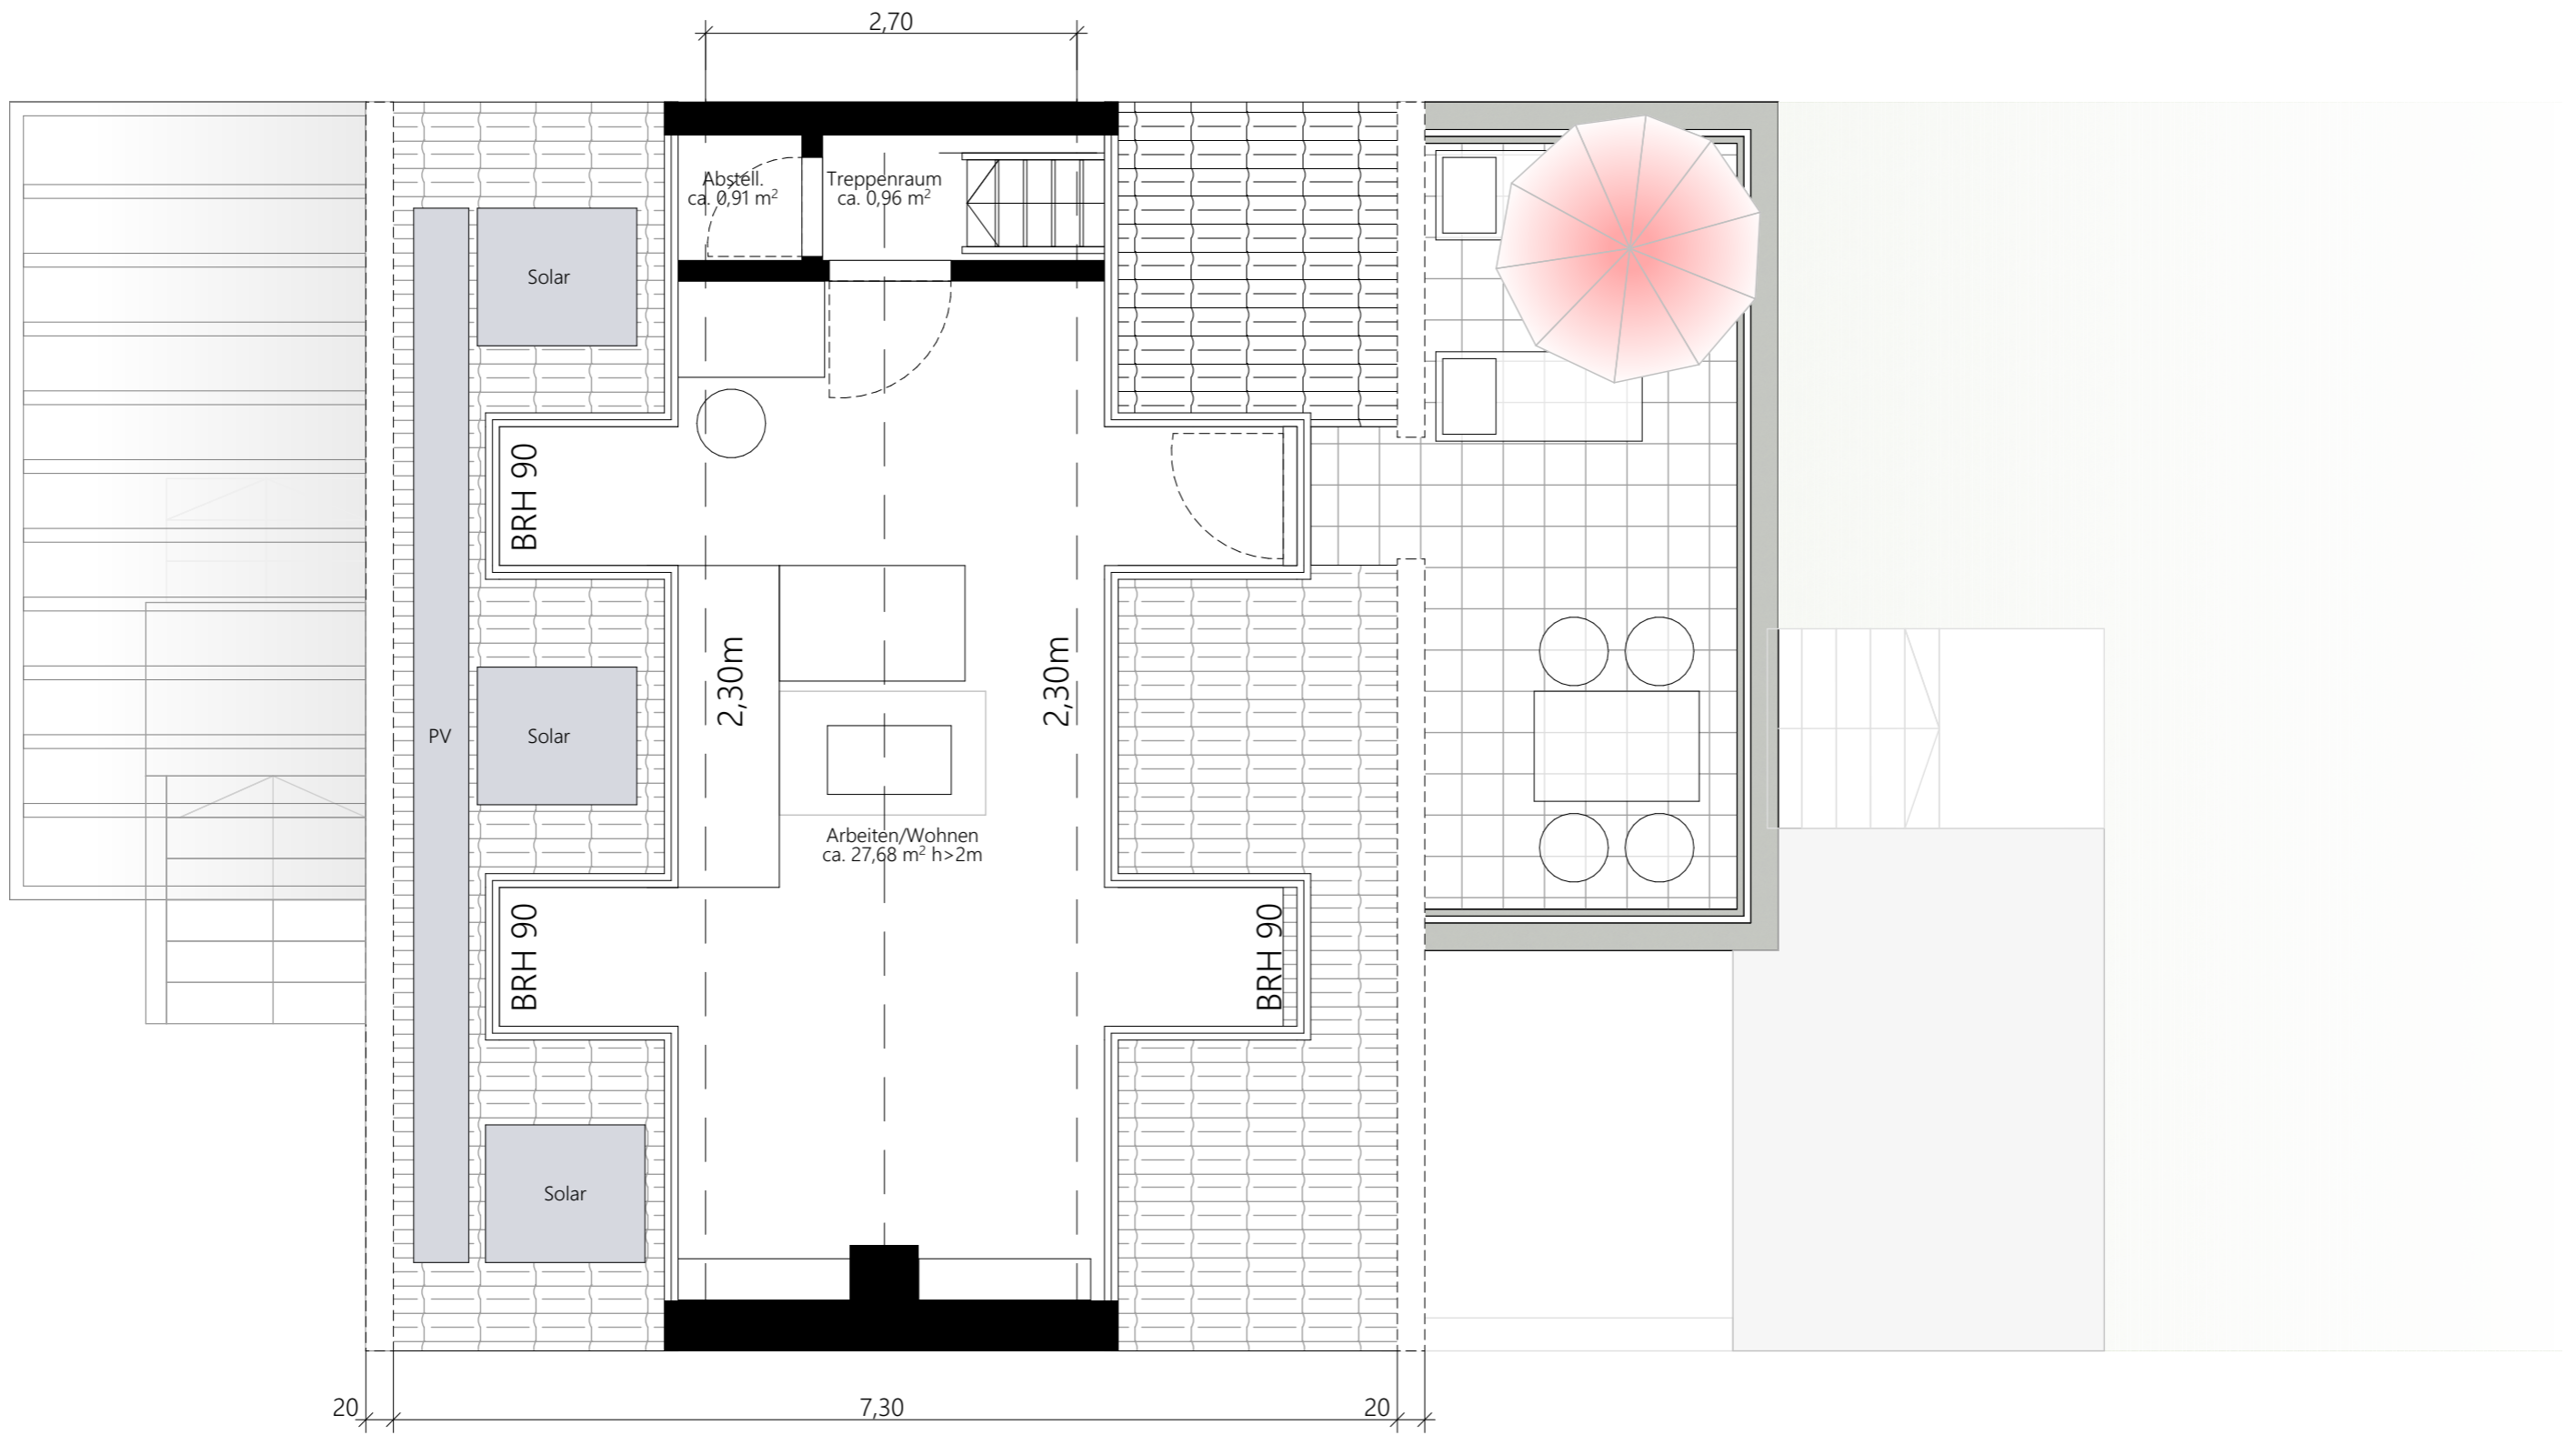 2,70
Abstell.
ca. 0,91 m²
Treppenraum
ca. 0,96 m²
Solar
BRH 90
2,30m
2,30m
PV
Solar
Arbeiten/Wohnen
ca. 27,68 m² h>2m
BRH 90
BRH 90
Solar
20
7,30
20